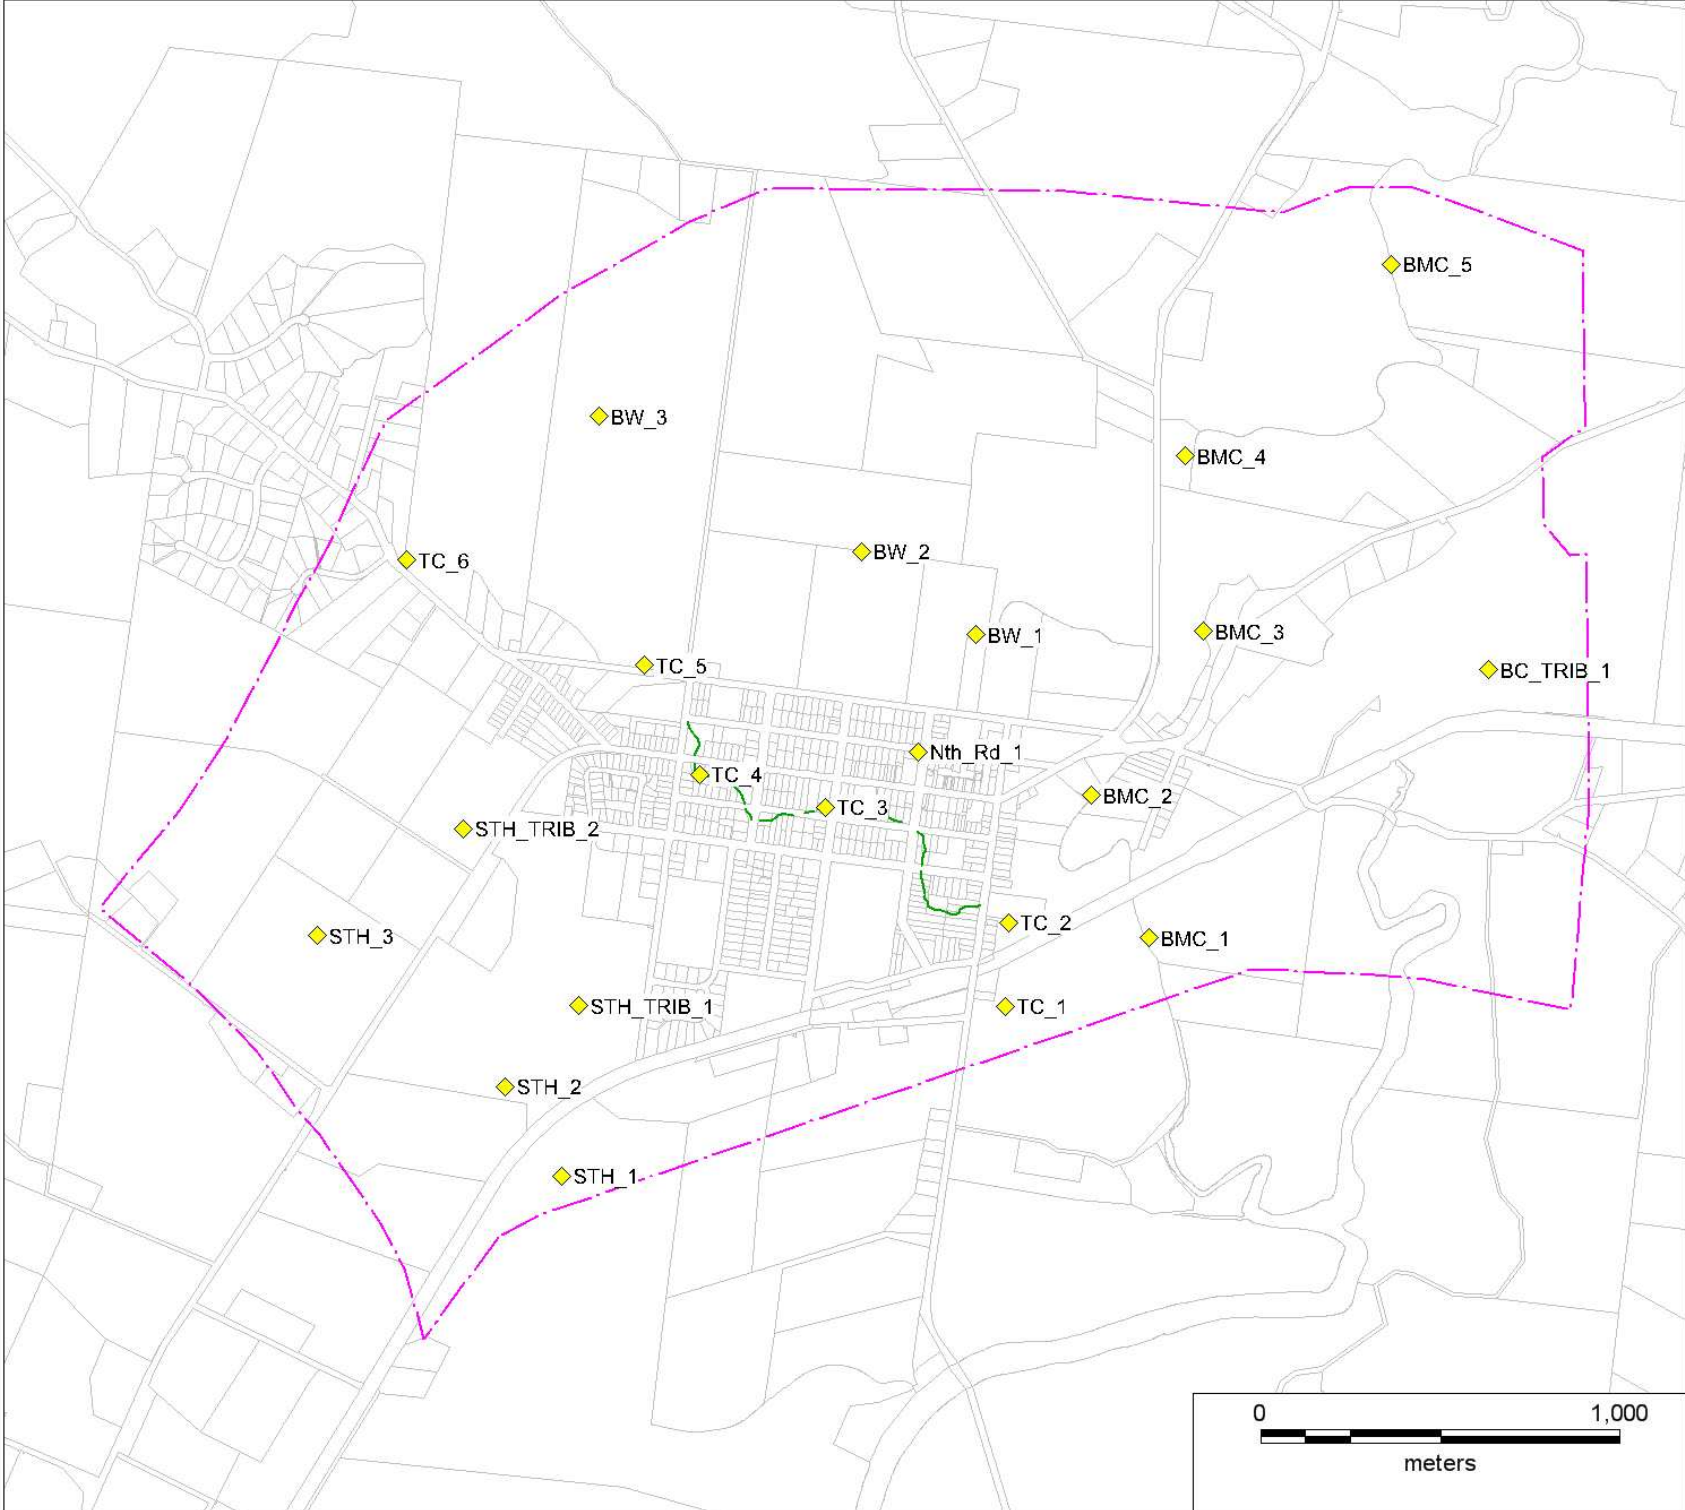 BMC_5
BW_3
BMC_4
BW_2
TC_6
BMC_3
BW_1
TC_5
BC_TRIB_1
Nth_Rd_1
TC_4
BMC_2
TC_3
STH_TRIB_2
TC_2
STH_3
BMC_1
STH_TRIB_1
TC_1
STH_2
STH_1
0 1,000
meters